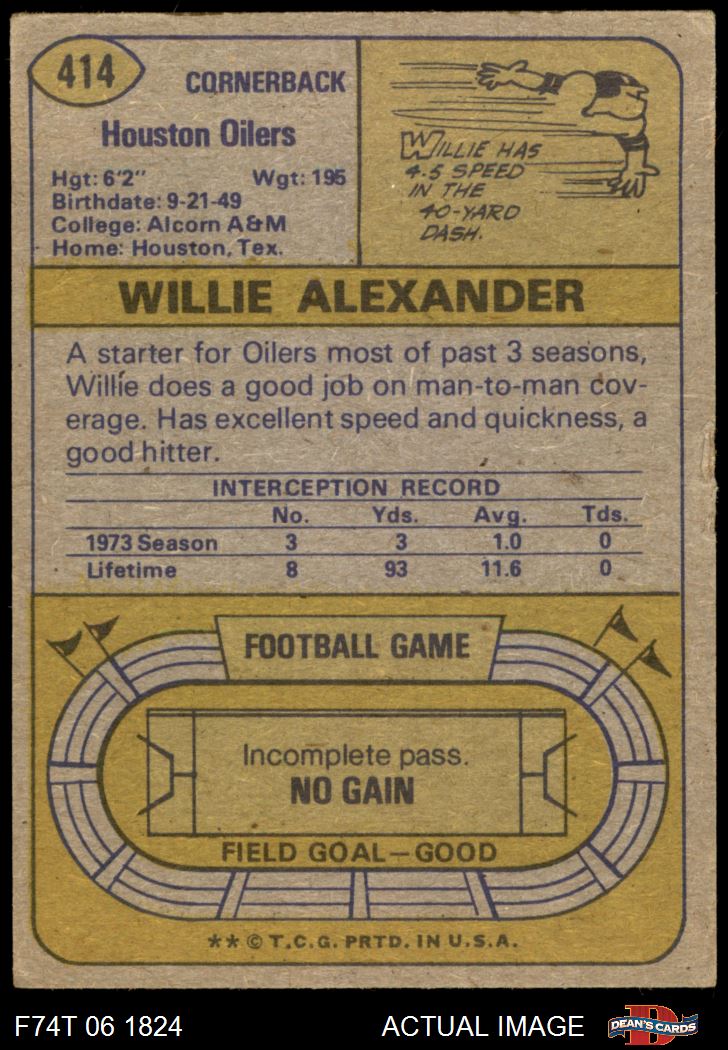 414
CORNERBACK
Houston Oilers
Hgt: 6'2" Wgt: 195
Birthdate: 9-21-49
College: Alcorn A&M
Home: Houston, Tex.
WILLIE HAS
4.5 SPEED
IN THE
40-YARD
DASH.
WILLIE ALEXANDER
A starter for Oilers most of past 3 seasons,
Willie does a good job on man-to-man cov-
erage. Has excellent speed and quickness, a
good hitter.
INTERCEPTION RECORD
No. Yds. Avg. Tds.
1973 Season 3 3 1.0 0
Lifetime 8 93 11.6 0
FOOTBALL GAME
Incomplete pass.
NO GAIN
FIELD GOAL—GOOD
** © T.C.G. PRTD. IN U.S.A.
F74T 06 1824 ACTUAL IMAGE
DEAN'S CARDS